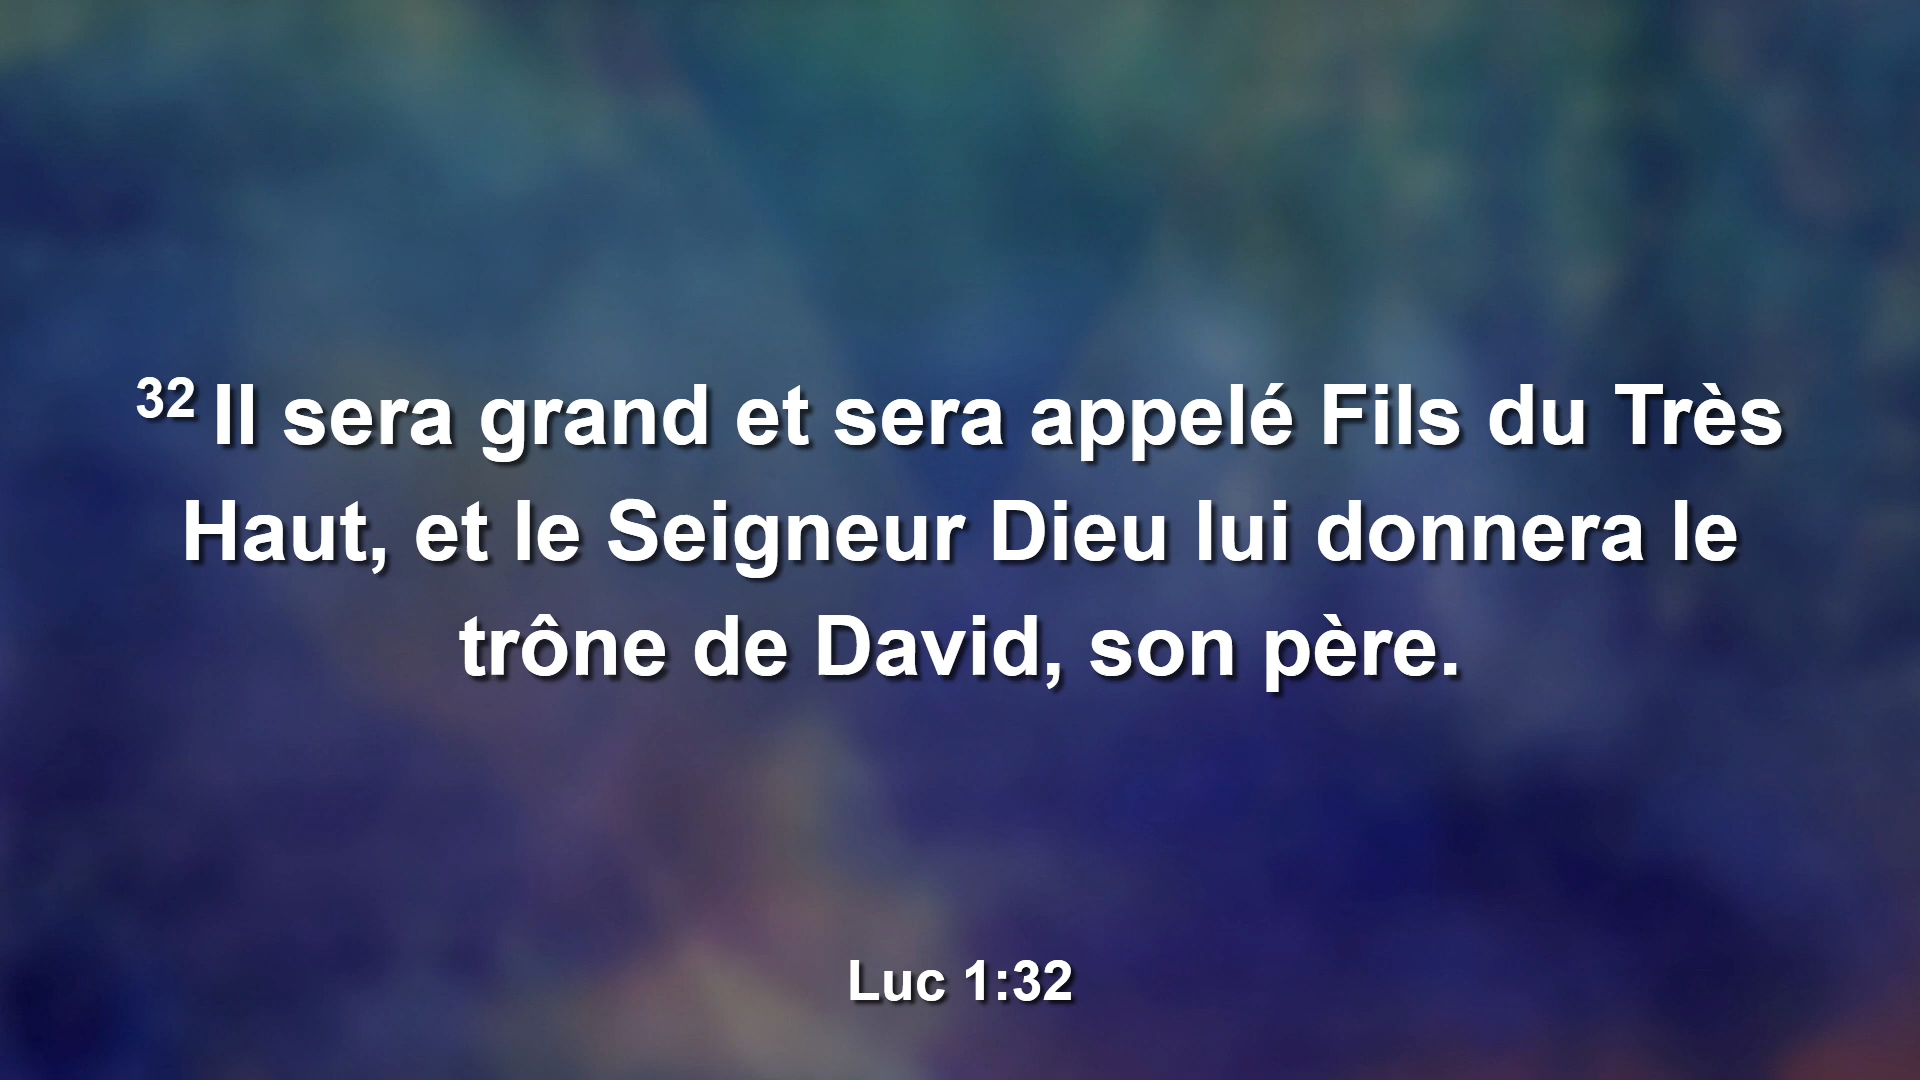 32 Il sera grand et sera appelé Fils du Très
Haut, et le Seigneur Dieu lui donnera le
trône de David, son père.
Luc 1:32